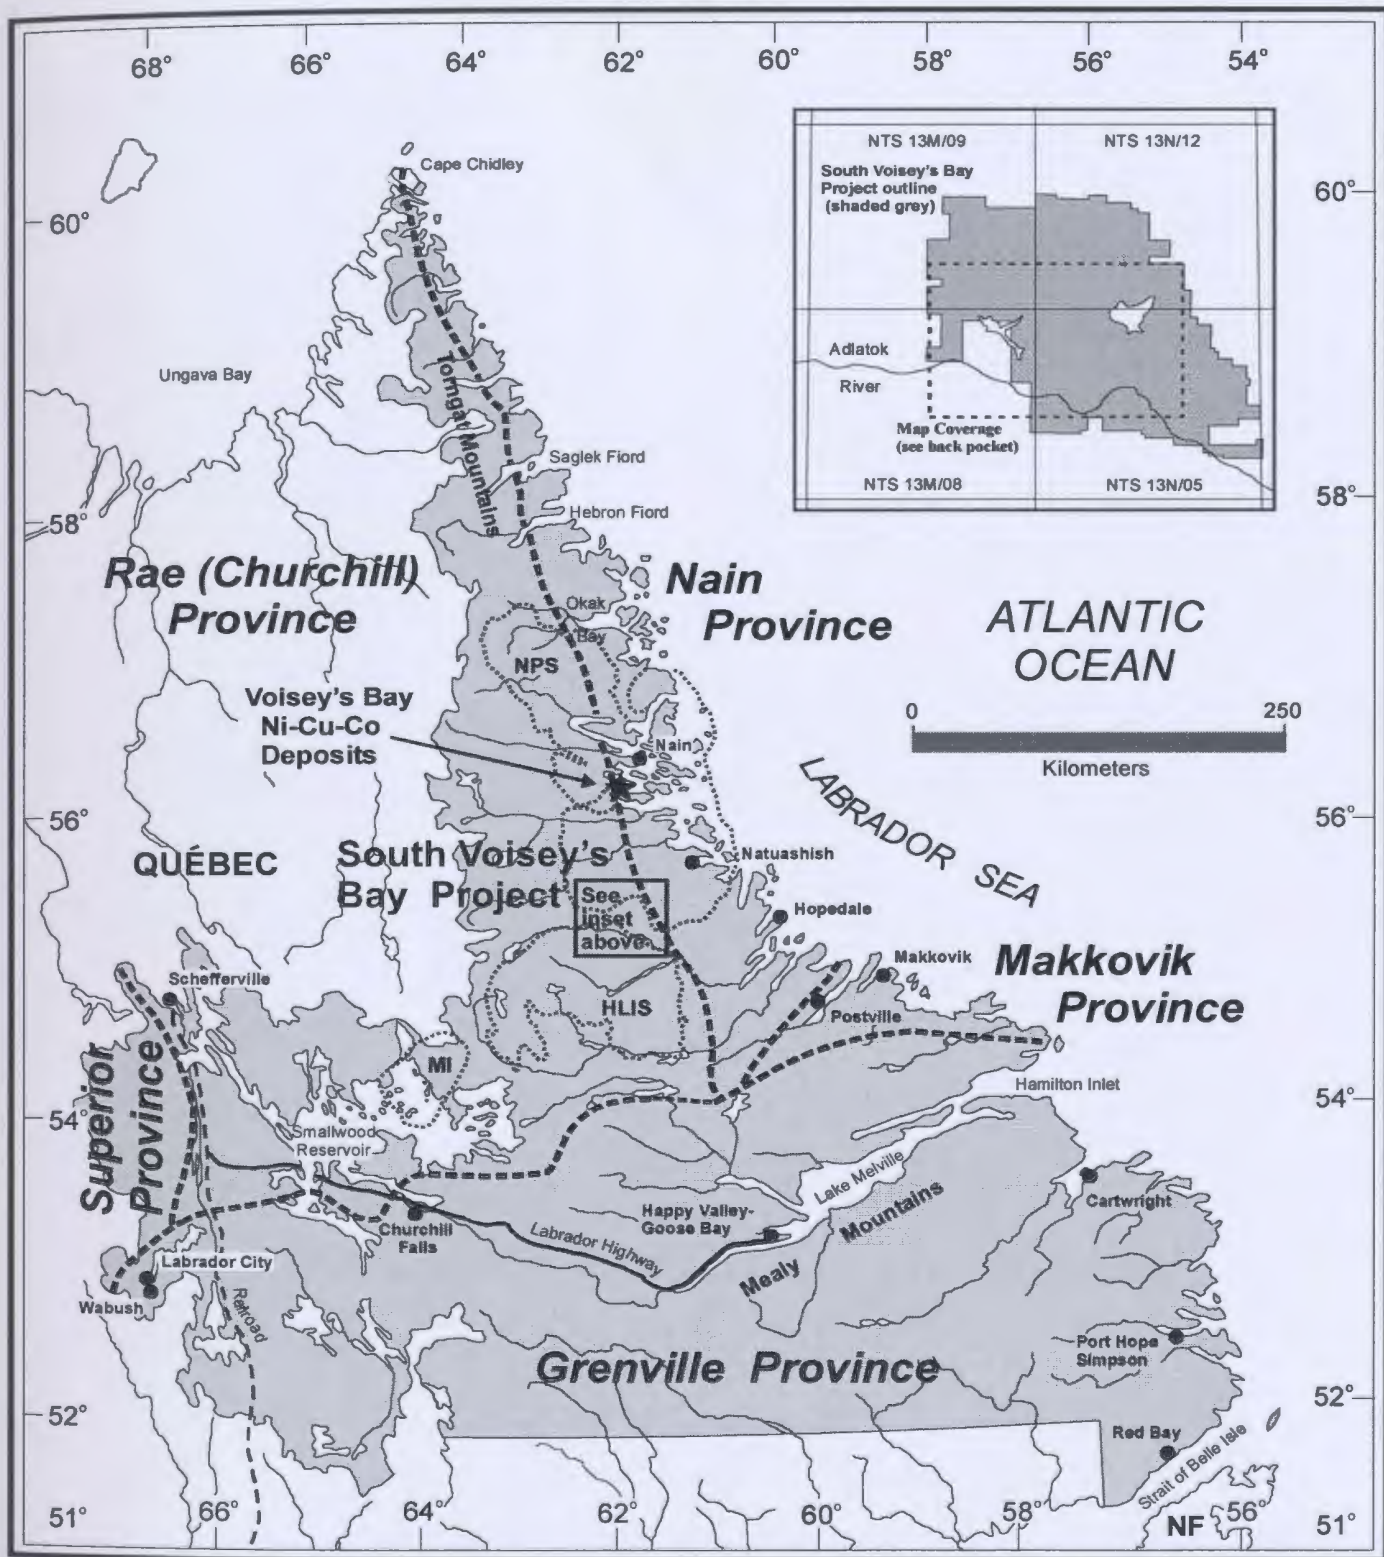 68°
66°
64°
62°
60°
58°
56°
54°
NTS 13M/09
NTS 13N/12
South Voisey's Bay
Project outline
(shaded grey)
Adlatok
River
Map Coverage
(see back pocket)
NTS 13M/08
NTS 13N/05
Cape Chidley
60°
60°
Ungava Bay
Torngat Mountains
Saglek Fiord
Hebron Fiord
58°
58°
Rae (Churchill)
Province
Nain
Province
ATLANTIC
OCEAN
Okak
Bay
NPS
Voisey's Bay
Ni-Cu-Co
Deposits
Nain
0
250
Kilometers
LABRADOR SEA
56°
56°
QUÉBEC
South Voisey's
Bay Project
See
inset
above
Natuashish
Hopedale
Makkovik
Makkovik
Province
Schefferville
HLIS
Postville
MI
Superior
Province
Hamilton Inlet
54°
54°
Smallwood
Reservoir
Lake Melville
Cartwright
Happy Valley-
Goose Bay
Mealy Mountains
Churchill
Falls
Labrador Highway
Labrador City
Wabush
Railroad
Port Hope
Simpson
Grenville Province
52°
52°
Red Bay
Strait of Belle Isle
NF
51°
66°
64°
62°
60°
58°
56°
51°